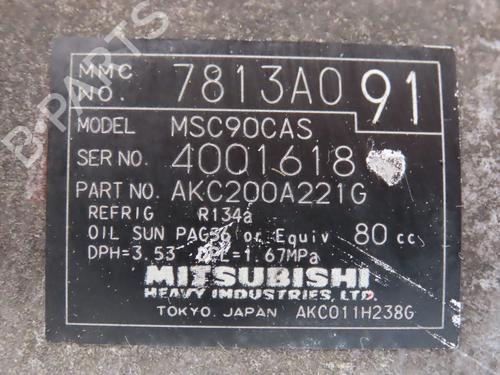 B-PARTS
MMC NO. 7813A0 91
MODEL MSC90CAS
SER NO. 4001618
PART NO. AKC200A221G
REFRIG R134a
OIL SUN PAG56 or Equiv 80 cc
DPH=3.53 DPL=1.67MPa
MITSUBISHI
HEAVY INDUSTRIES, LTD.
TOKYO, JAPAN AKC011H238G